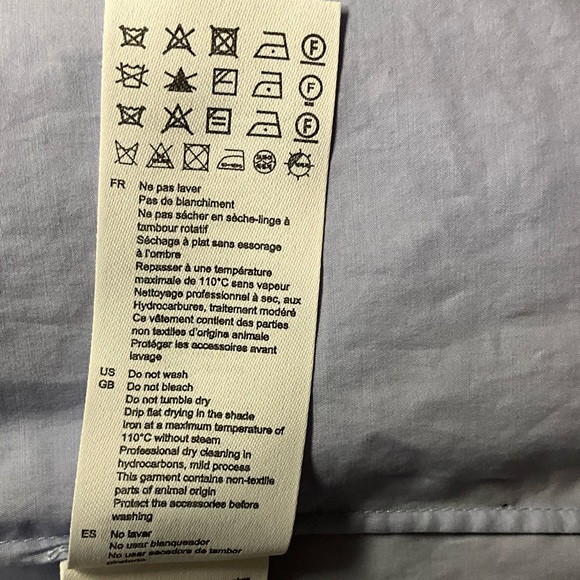 F
F
F
FR Ne pas laver
Pas de blanchiment
Ne pas sécher en sèche-linge à
tambour rotatif
Séchage à plat sans essorage
à l'ombre
Repasser à une température
maximale de 110°C sans vapeur
Nettoyage professionnel à sec, aux
Hydrocarbures, traitement modéré
Ce vêtement contient des parties
non textiles d'origine animale
Protéger les accessoires avant
lavage
US Do not wash
GB Do not bleach
Do not tumble dry
Drip flat drying in the shade
Iron at a maximum temperature of
110°C without steam
Professional dry cleaning in
hydrocarbons, mild process
This garment contains non-textile
parts of animal origin
Protect the accessories before
washing
ES No lavar
No usar blanqueador
No usar secadora de tambor
giratorio